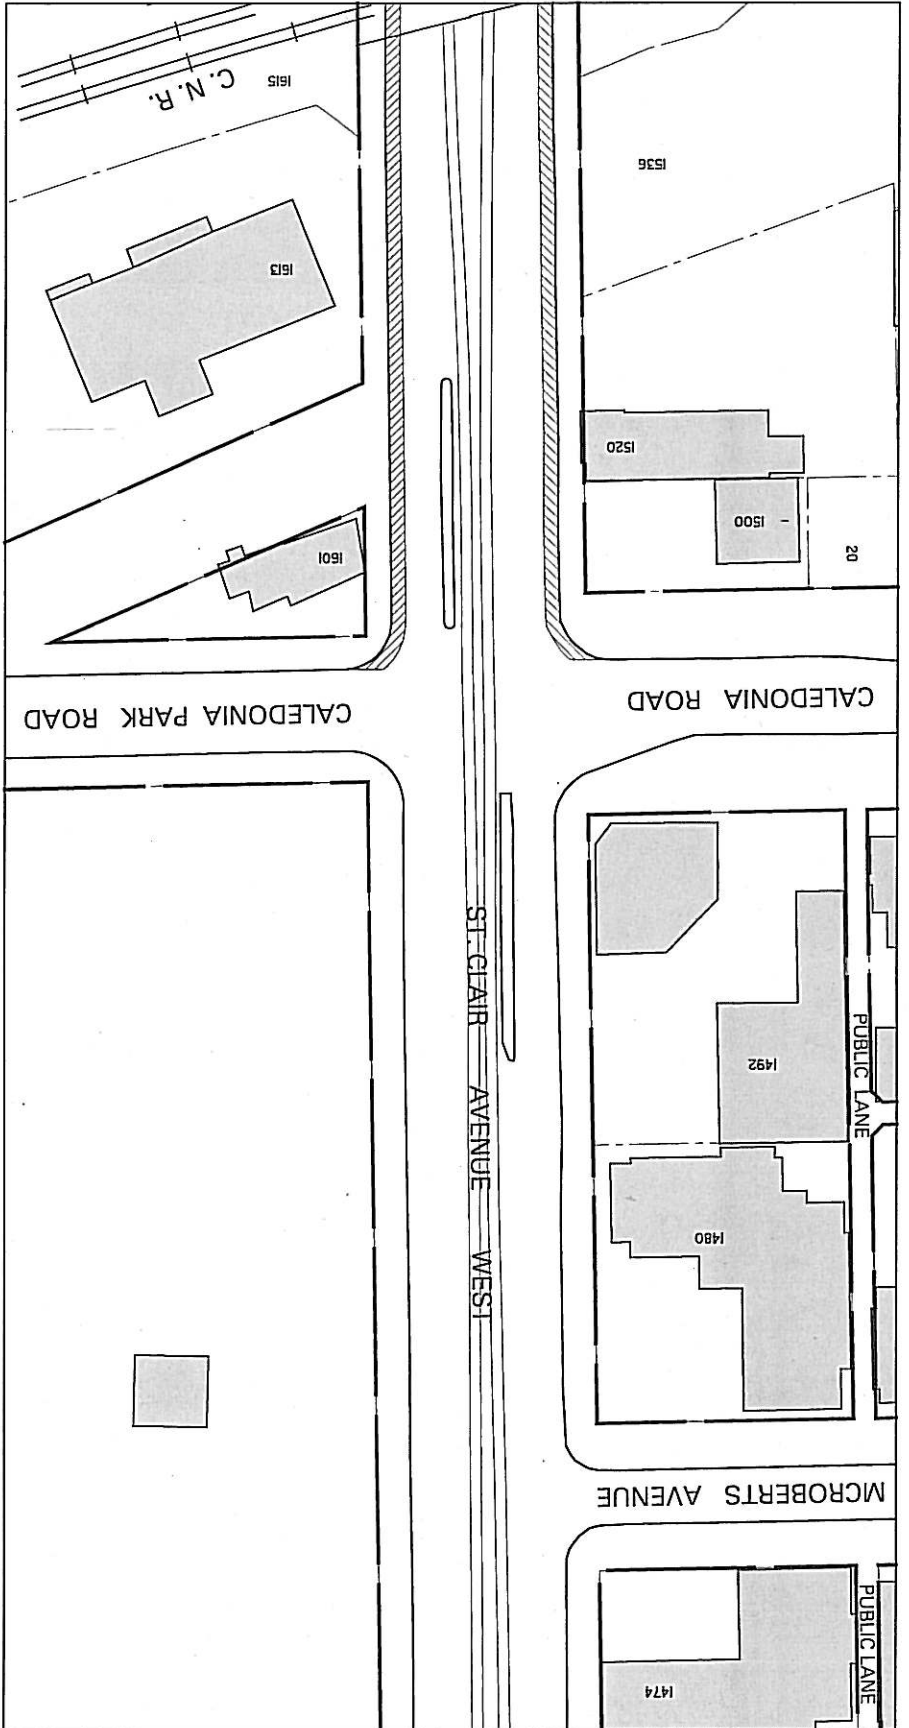 C.N.R.
1615
1536
1613
1520
1500
20
1601
CALEDONIA PARK ROAD
CALEDONIA ROAD
ST. CLAIR AVENUE WEST
PUBLIC LANE
1492
1480
MCROBERTS AVENUE
PUBLIC LANE
1474